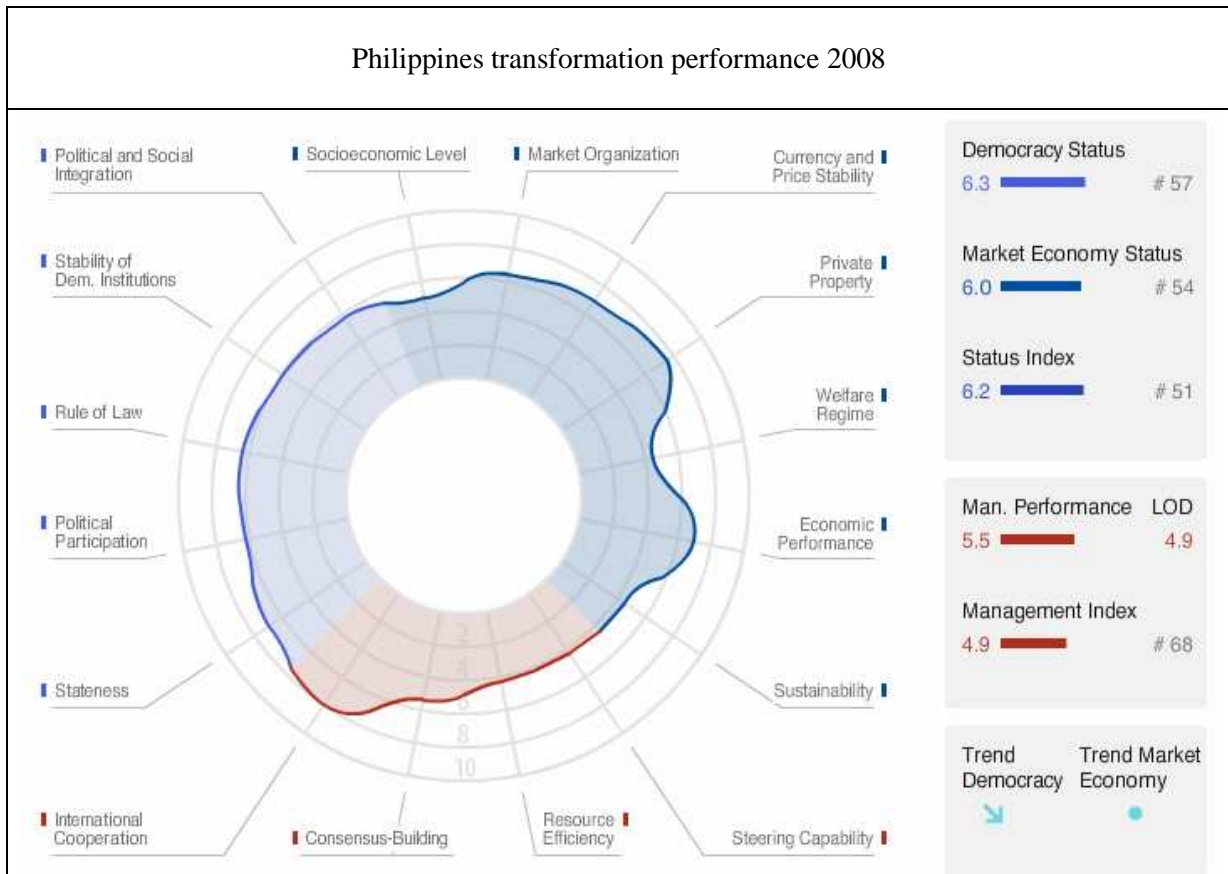 Philippines transformation performance 2008
Political and Social
Integration
Socioeconomic Level
Market Organization
Currency and
Price Stability
Stability of
Dem. Institutions
Private
Property
Rule of Law
Welfare
Regime
Political
Participation
Economic
Performance
Stateness
Sustainability
International
Cooperation
Consensus-Building
Resource
Efficiency
Steering Capability
2
4
6
8
10
Democracy Status
6.3 # 57
Market Economy Status
6.0 # 54
Status Index
6.2 # 51
Man. Performance LOD
5.5 4.9
Management Index
4.9 # 68
Trend
Democracy
Trend Market
Economy